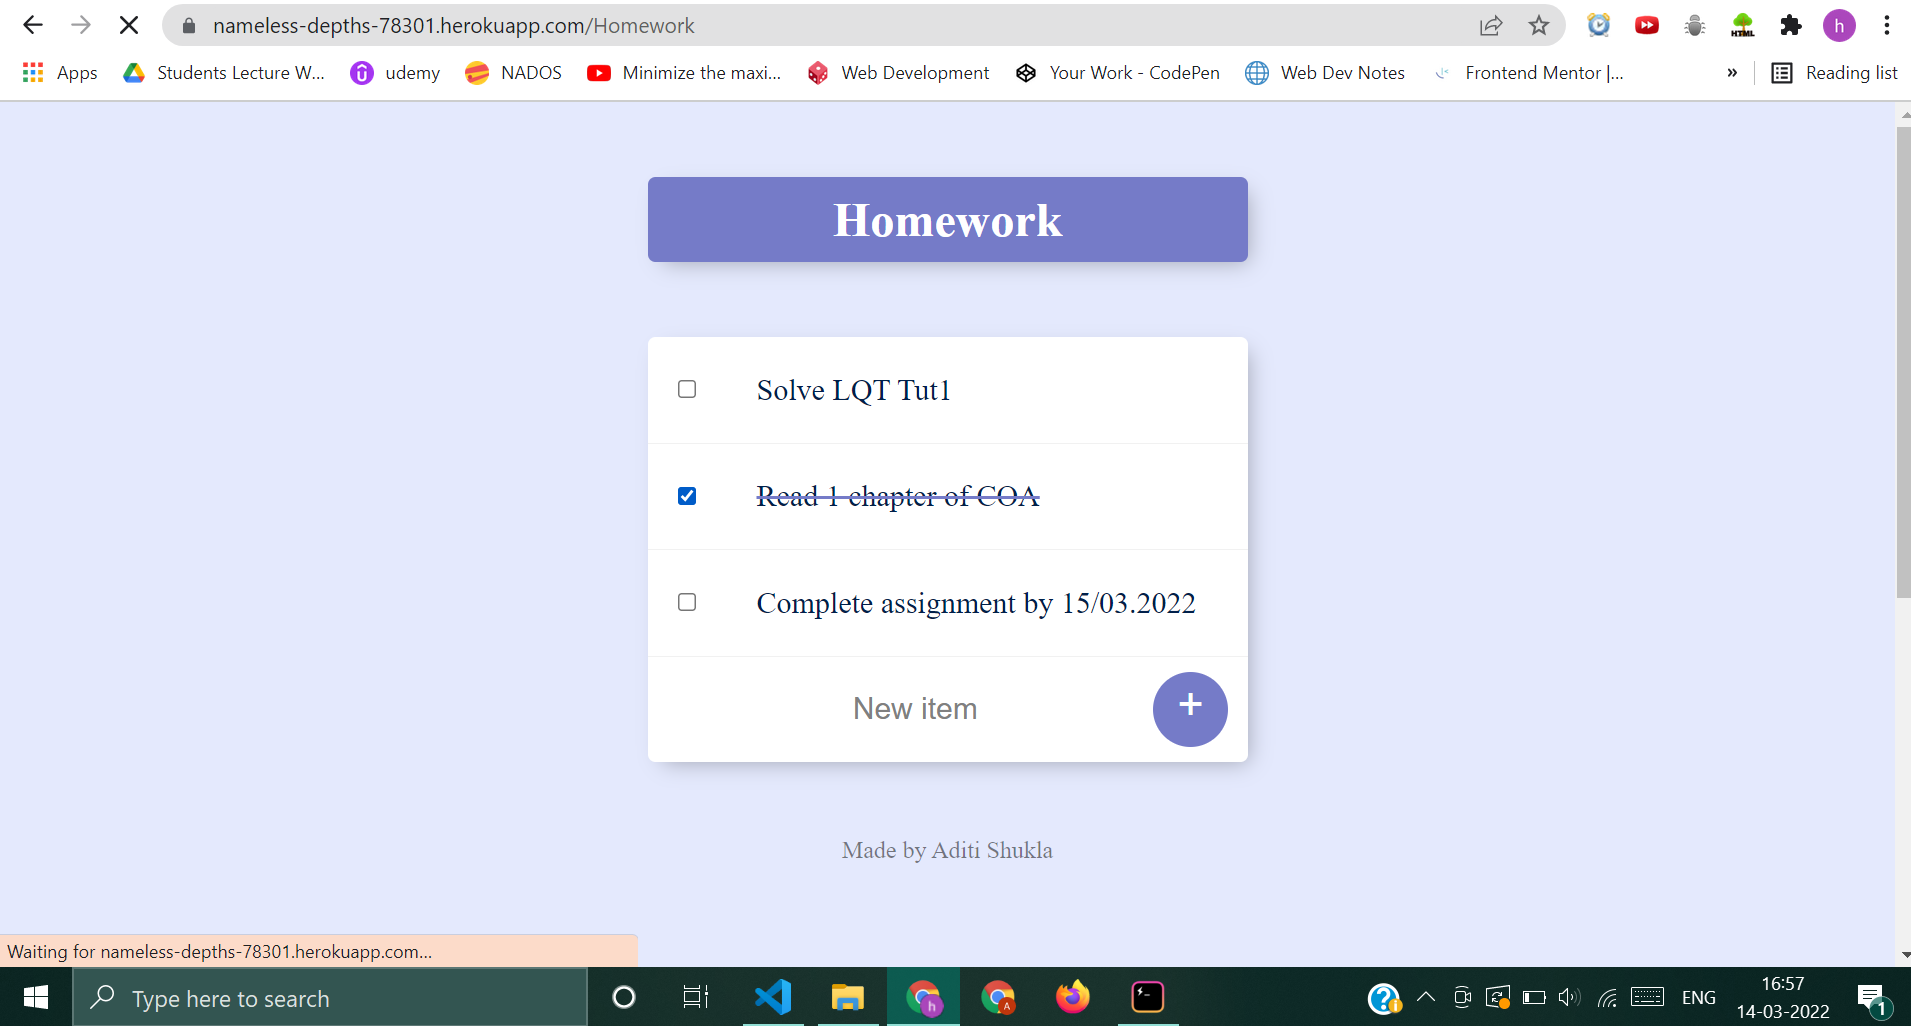 nameless-depths-78301.herokuapp.com/Homework
HTML
h
Apps
Students Lecture W...
udemy
NADOS
Minimize the maxi...
Web Development
Your Work - CodePen
Web Dev Notes
Frontend Mentor |...
»
Reading list
Homework
Solve LQT Tut1
Read 1 chapter of COA
Complete assignment by 15/03.2022
New item
+
Made by Aditi Shukla
Waiting for nameless-depths-78301.herokuapp.com...
Type here to search
h
A
ENG
16:57
14-03-2022
1